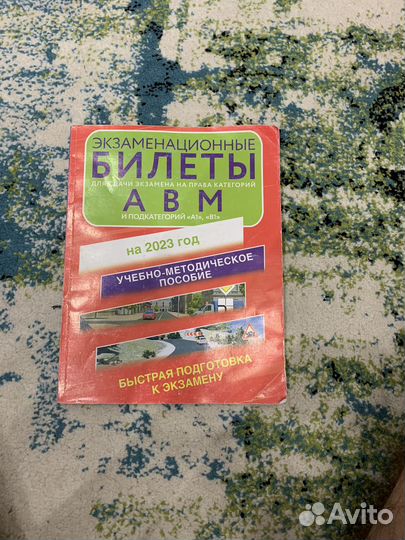 ЭКЗАМЕНАЦИОННЫЕ
БИЛЕТЫ
ДЛЯ СДАЧИ ЭКЗАМЕНА НА ПРАВА КАТЕГОРИЙ
А В М
И ПОДКАТЕГОРИЙ «А1», «В1»
на 2023 год
УЧЕБНО-МЕТОДИЧЕСКОЕ
ПОСОБИЕ
БЫСТРАЯ ПОДГОТОВКА
К ЭКЗАМЕНУ
Avito